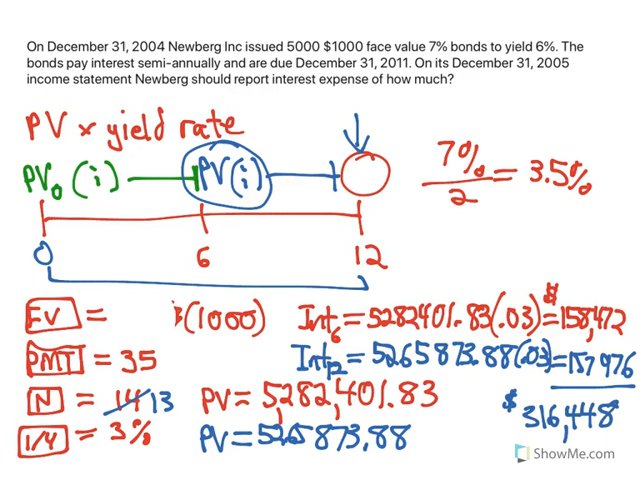 On December 31, 2004 Newberg Inc issued 5000 $1000 face value 7% bonds to yield 6%. The
bonds pay interest semi-annually and are due December 31, 2011. On its December 31, 2005
income statement Newberg should report interest expense of how much?
PV x yield rate
PV₀(i) PV(i)
7%
2
= 3.5%
0 6 12
FV = (1000)
PMT = 35
N = 14 13
I/Y = 3%
Int₆ = 5282401.83(.03) = $158,472
Int₁₂ = 5265873.88(.03) = 157976
PV = 5,282,401.83
PV = 5265873.88
$316,448
ShowMe.com